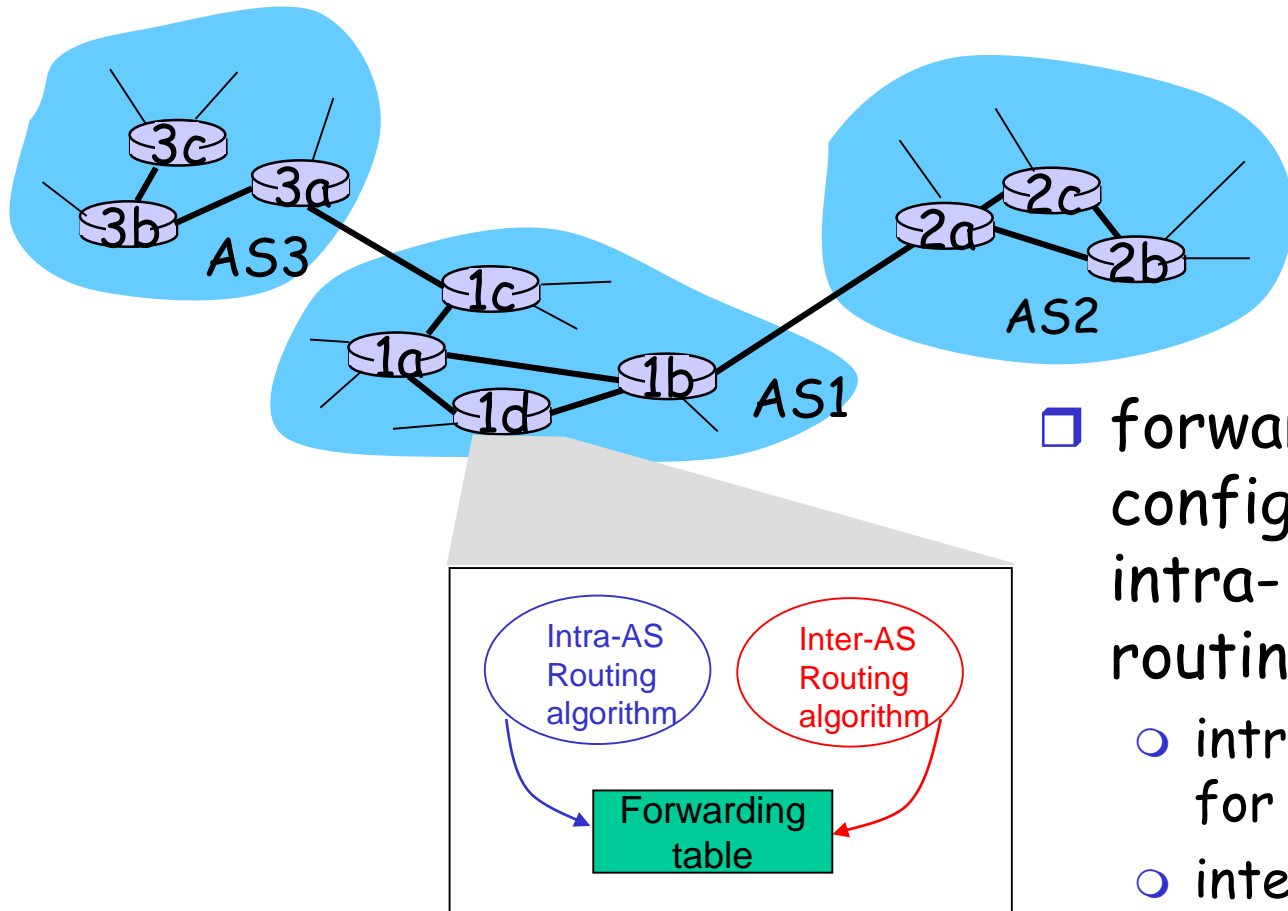 3c
3a
3b
AS3
1c
1a
1b
1d
AS1
2c
2a
2b
AS2
Intra-AS
Routing
algorithm
Inter-AS
Routing
algorithm
Forwarding
table
forwar
config
intra-
routin
intr
for
inte